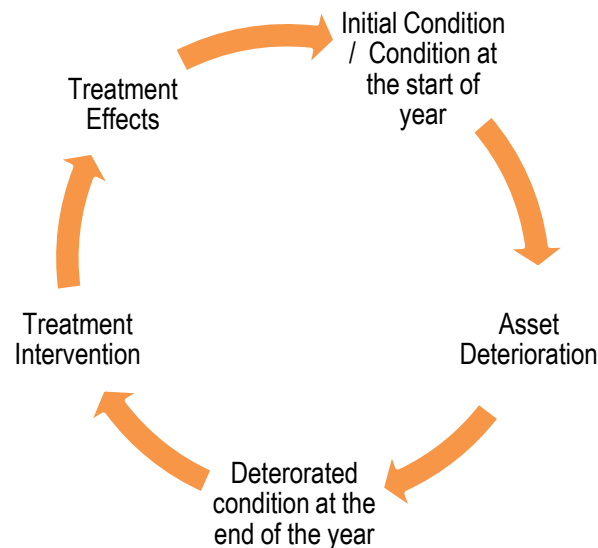 Initial Condition
/ Condition at
the start of
year
Asset
Deterioration
Deterorated
condition at the
end of the year
Treatment
Intervention
Treatment
Effects